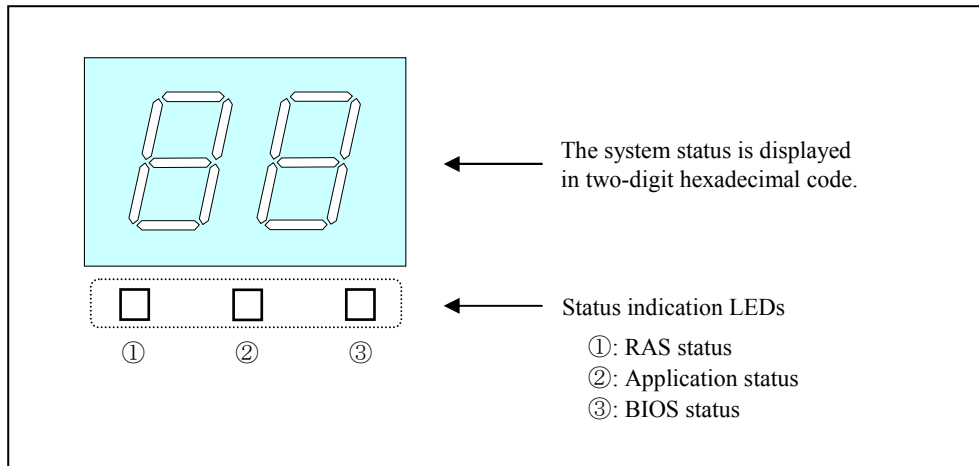 The system status is displayed
in two-digit hexadecimal code.
Status indication LEDs
① ② ③
①: RAS status
②: Application status
③: BIOS status